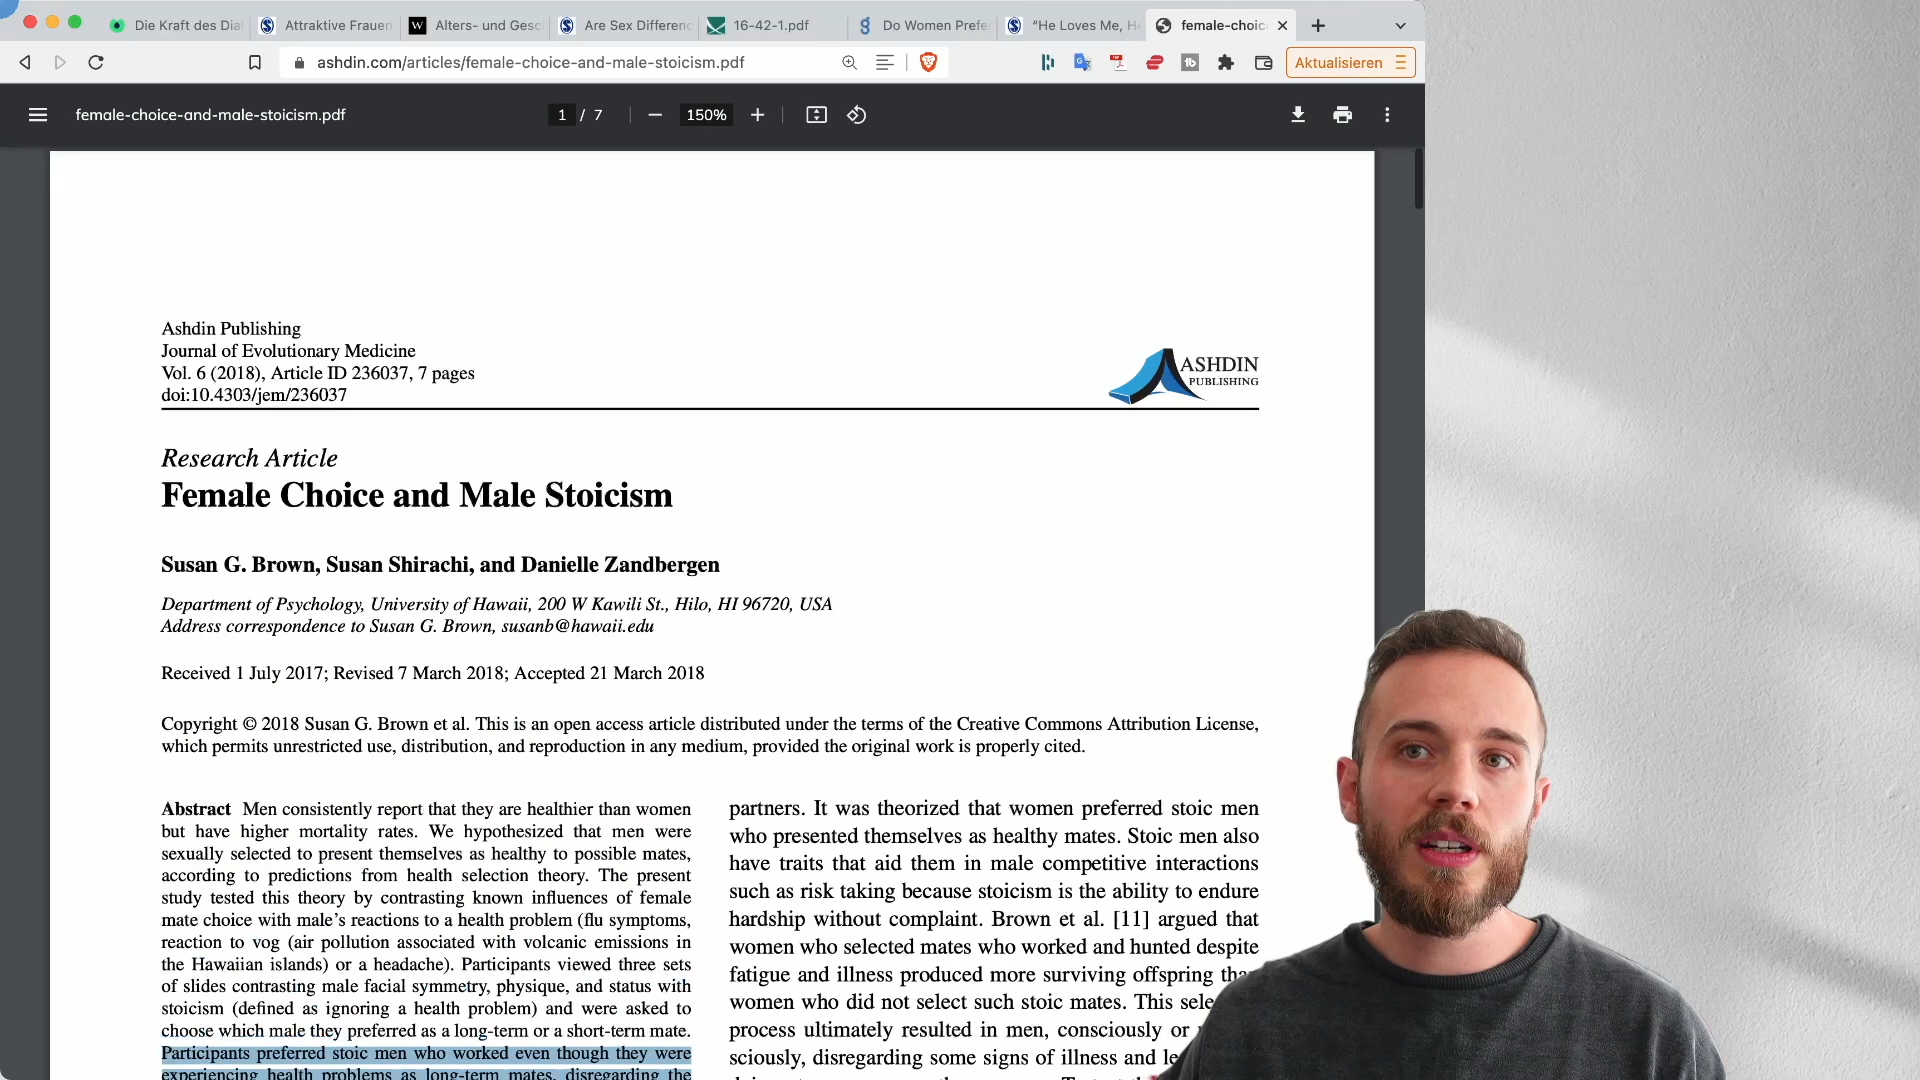 Die Kraft des Dia
Attraktive Frauen
Alters- und Gesc
Are Sex Differenc
16-42-1.pdf
Do Women Prefe
"He Loves Me, He
female-choic
ashdin.com/articles/female-choice-and-male-stoicism.pdf
Aktualisieren
female-choice-and-male-stoicism.pdf
1 / 7
150%
Ashdin Publishing
Journal of Evolutionary Medicine
Vol. 6 (2018), Article ID 236037, 7 pages
doi:10.4303/jem/236037
ASHDIN
PUBLISHING
Research Article
Female Choice and Male Stoicism
Susan G. Brown, Susan Shirachi, and Danielle Zandbergen
Department of Psychology, University of Hawaii, 200 W Kawili St., Hilo, HI 96720, USA
Address correspondence to Susan G. Brown, susanb@hawaii.edu
Received 1 July 2017; Revised 7 March 2018; Accepted 21 March 2018
Copyright © 2018 Susan G. Brown et al. This is an open access article distributed under the terms of the Creative Commons Attribution License,
which permits unrestricted use, distribution, and reproduction in any medium, provided the original work is properly cited.
Abstract Men consistently report that they are healthier than women
but have higher mortality rates. We hypothesized that men were
sexually selected to present themselves as healthy to possible mates,
according to predictions from health selection theory. The present
study tested this theory by contrasting known influences of female
mate choice with male's reactions to a health problem (flu symptoms,
reaction to vog (air pollution associated with volcanic emissions in
the Hawaiian islands) or a headache). Participants viewed three sets
of slides contrasting male facial symmetry, physique, and status with
stoicism (defined as ignoring a health problem) and were asked to
choose which male they preferred as a long-term or a short-term mate.
Participants preferred stoic men who worked even though they were
experiencing health problems as long-term mates, disregarding the
partners. It was theorized that women preferred stoic men
who presented themselves as healthy mates. Stoic men also
have traits that aid them in male competitive interactions
such as risk taking because stoicism is the ability to endure
hardship without complaint. Brown et al. [11] argued that
women who selected mates who worked and hunted despite
fatigue and illness produced more surviving offspring than
women who did not select such stoic mates. This sele
process ultimately resulted in men, consciously or
sciously, disregarding some signs of illness and le